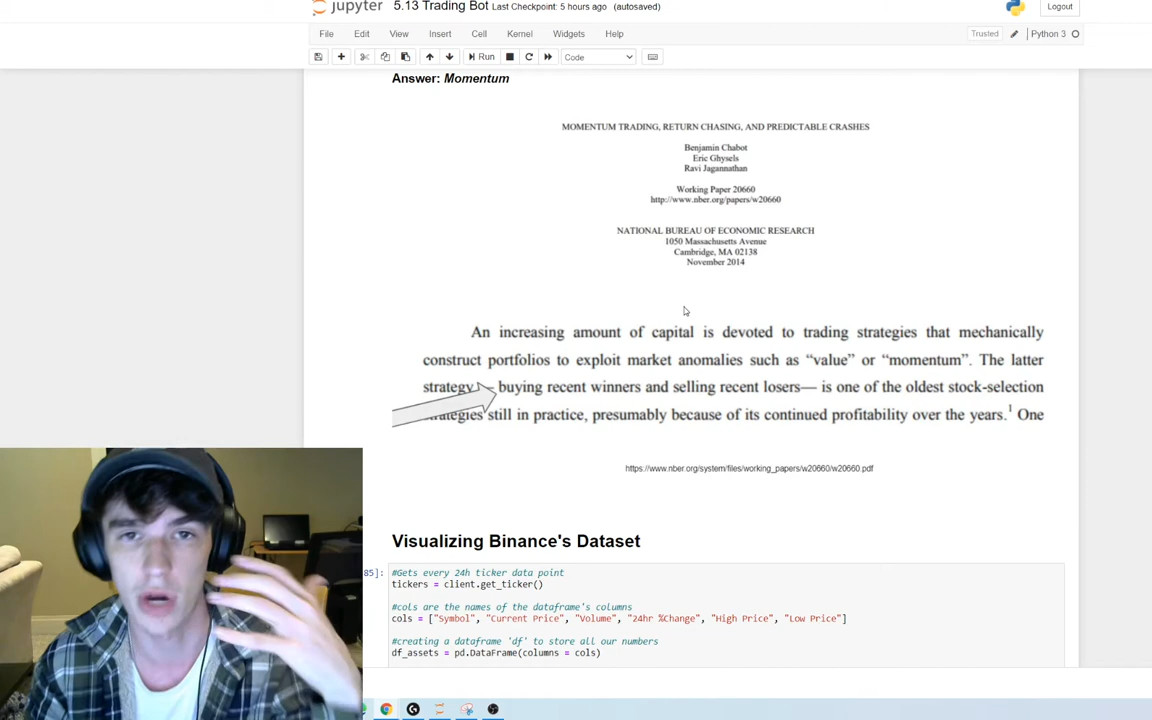 jupyter 5.13 Trading Bot Last Checkpoint: 5 hours ago (autosaved) Logout
File Edit View Insert Cell Kernel Widgets Help Trusted Python 3
Run Code
Answer: Momentum
MOMENTUM TRADING, RETURN CHASING, AND PREDICTABLE CRASHES
Benjamin Chabot
Eric Ghysels
Ravi Jagannathan
Working Paper 20660
http://www.nber.org/papers/w20660
NATIONAL BUREAU OF ECONOMIC RESEARCH
1050 Massachusetts Avenue
Cambridge, MA 02138
November 2014
An increasing amount of capital is devoted to trading strategies that mechanically
construct portfolios to exploit market anomalies such as “value” or “momentum”. The latter
strategy — buying recent winners and selling recent losers— is one of the oldest stock-selection
strategies still in practice, presumably because of its continued profitability over the years.1 One
https://www.nber.org/system/files/working_papers/w20660/w20660.pdf
Visualizing Binance's Dataset
85]: #Gets every 24h ticker data point
tickers = client.get_ticker()
#cols are the names of the dataframe's columns
cols = ["Symbol", "Current Price", "Volume", "24hr %Change", "High Price", "Low Price"]
#creating a dataframe 'df' to store all our numbers
df_assets = pd.DataFrame(columns = cols)